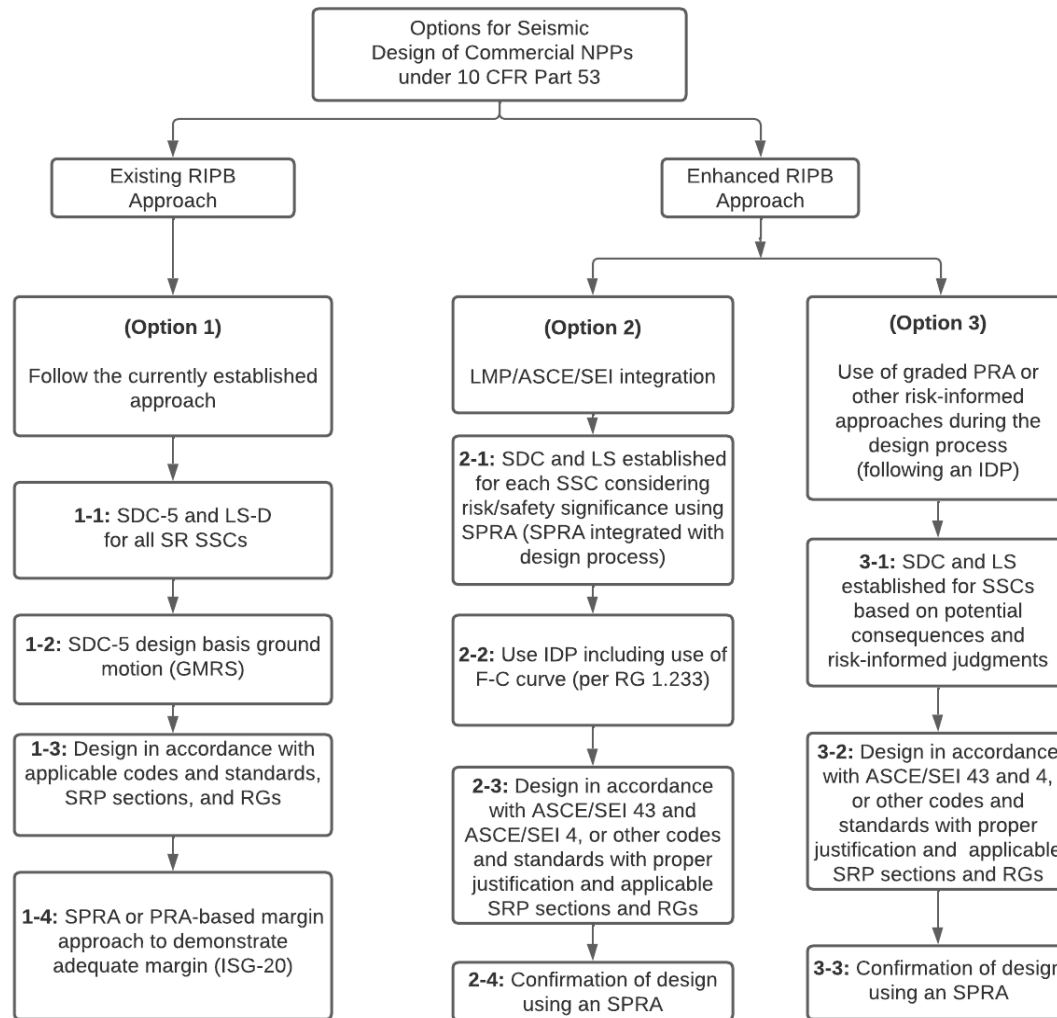 Options for Seismic
Design of Commercial NPPs
under 10 CFR Part 53
Existing RIPB
Approach
Enhanced RIPB
Approach
(Option 1)
Follow the currently established
approach
1-1: SDC-5 and LS-D
for all SR SSCs
1-2: SDC-5 design basis ground
motion (GMRS)
1-3: Design in accordance with
applicable codes and standards,
SRP sections, and RGs
1-4: SPRA or PRA-based margin
approach to demonstrate
adequate margin (ISG-20)
(Option 2)
LMP/ASCE/SEI integration
2-1: SDC and LS established
for each SSC considering
risk/safety significance using
SPRA (SPRA integrated with
design process)
2-2: Use IDP including use of
F-C curve (per RG 1.233)
2-3: Design in accordance
with ASCE/SEI 43 and
ASCE/SEI 4, or other codes
and standards with proper
justification and applicable
SRP sections and RGs
2-4: Confirmation of design
using an SPRA
(Option 3)
Use of graded PRA or
other risk-informed
approaches during the
design process
(following an IDP)
3-1: SDC and LS
established for SSCs
based on potential
consequences and
risk-informed judgments
3-2: Design in accordance
with ASCE/SEI 43 and 4,
or other codes and
standards with proper
justification and applicable
SRP sections and RGs
3-3: Confirmation of design
using an SPRA